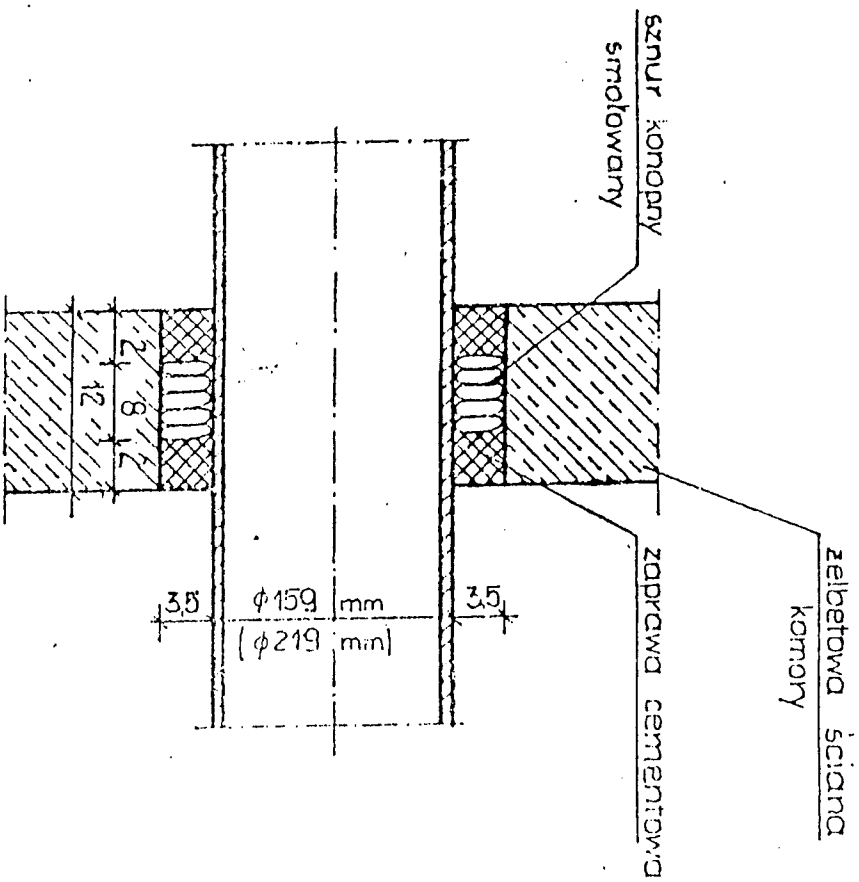 sznur konopny
smołowany
żelbetowa ściana
komory
zaprawa cementowa
2 8 2
12
3,5 ϕ159 mm 3,5
(ϕ219 mm)